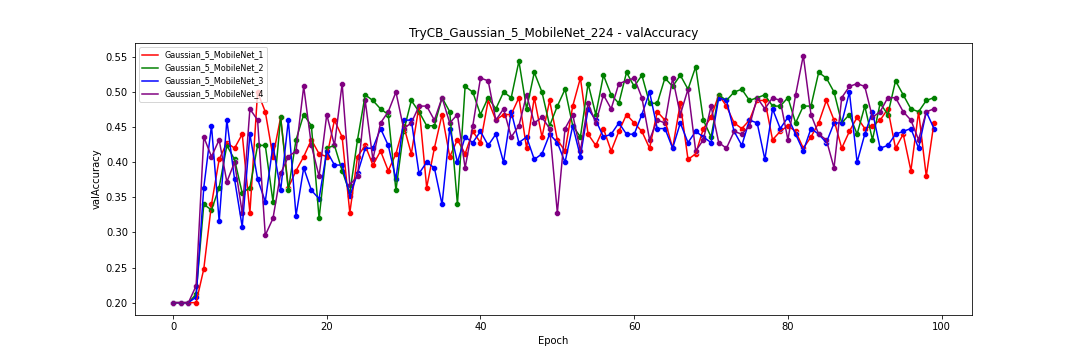 TryCB_Gaussian_5_MobileNet_224 - valAccuracy
Gaussian_5_MobileNet_1
Gaussian_5_MobileNet_2
Gaussian_5_MobileNet_3
Gaussian_5_MobileNet_4
0.55
0.50
0.45
0.40
0.35
0.30
0.25
0.20
valAccuracy
0
20
40
60
80
100
Epoch